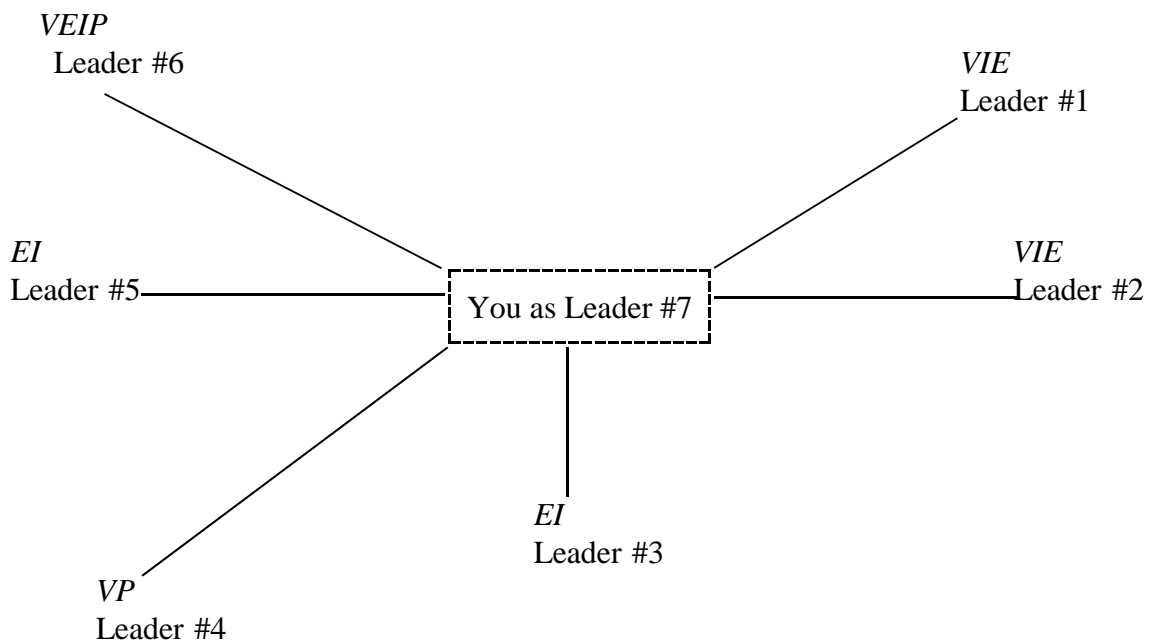 VEIP
Leader #6
VIE
Leader #1
EI
Leader #5
You as Leader #7
VIE
Leader #2
EI
Leader #3
VP
Leader #4